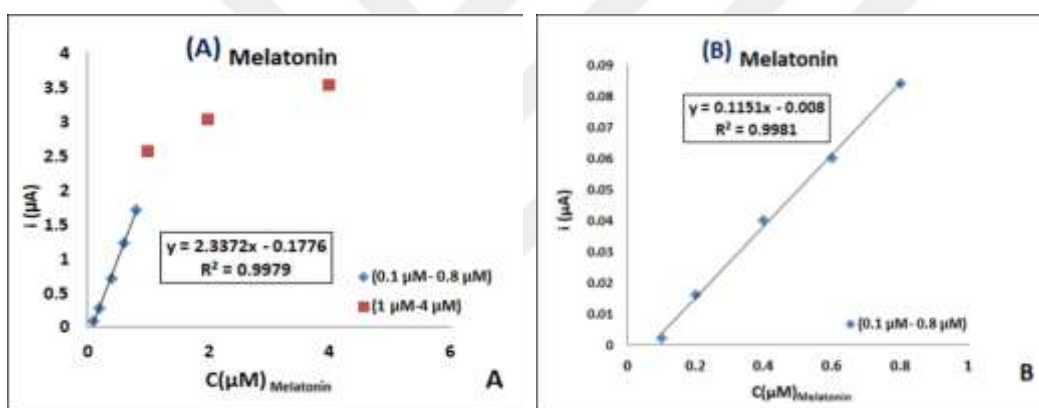 (A) Melatonin
4
3.5
3
2.5
2
1.5
1
0.5
0
i (µA)
y = 2.3372x - 0.1776
R² = 0.9979
(0.1 µM- 0.8 µM)
(1 µM-4 µM)
0 2 4 6
C(µM) Melatonin
A
(B) Melatonin
0.09
0.08
0.07
0.06
0.05
0.04
0.03
0.02
0.01
0
i (µA)
y = 0.1151x - 0.008
R² = 0.9981
(0.1 µM- 0.8 µM)
0 0.2 0.4 0.6 0.8 1
C(µM)Melatonin
B